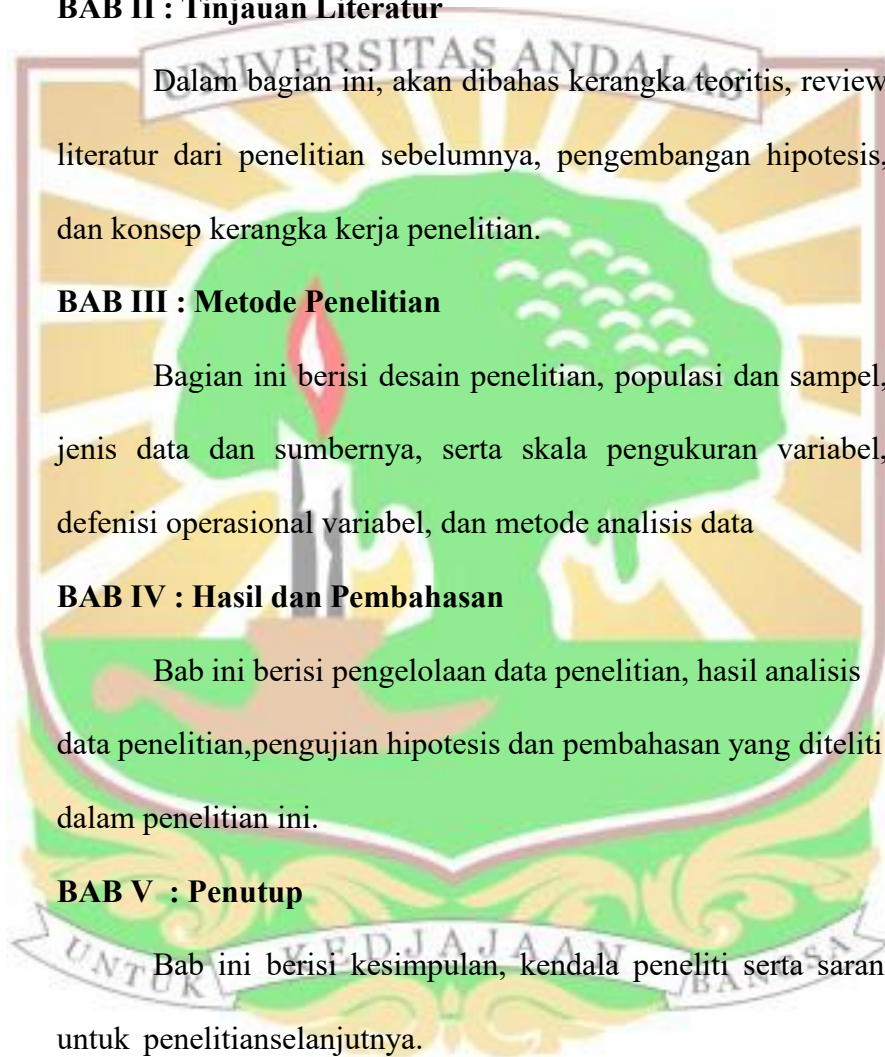 BAB II : Tinjauan Literatur
UNIVERSITAS ANDALAS
Dalam bagian ini, akan dibahas kerangka teoritis, review
literatur dari penelitian sebelumnya, pengembangan hipotesis,
dan konsep kerangka kerja penelitian.
BAB III : Metode Penelitian
Bagian ini berisi desain penelitian, populasi dan sampel,
jenis data dan sumbernya, serta skala pengukuran variabel,
defenisi operasional variabel, dan metode analisis data
BAB IV : Hasil dan Pembahasan
Bab ini berisi pengelolaan data penelitian, hasil analisis
data penelitian,pengujian hipotesis dan pembahasan yang diteliti
dalam penelitian ini.
BAB V : Penutup
UNTUK KEDJAJAAN BANGSA
Bab ini berisi kesimpulan, kendala peneliti serta saran
untuk penelitianselanjutnya.